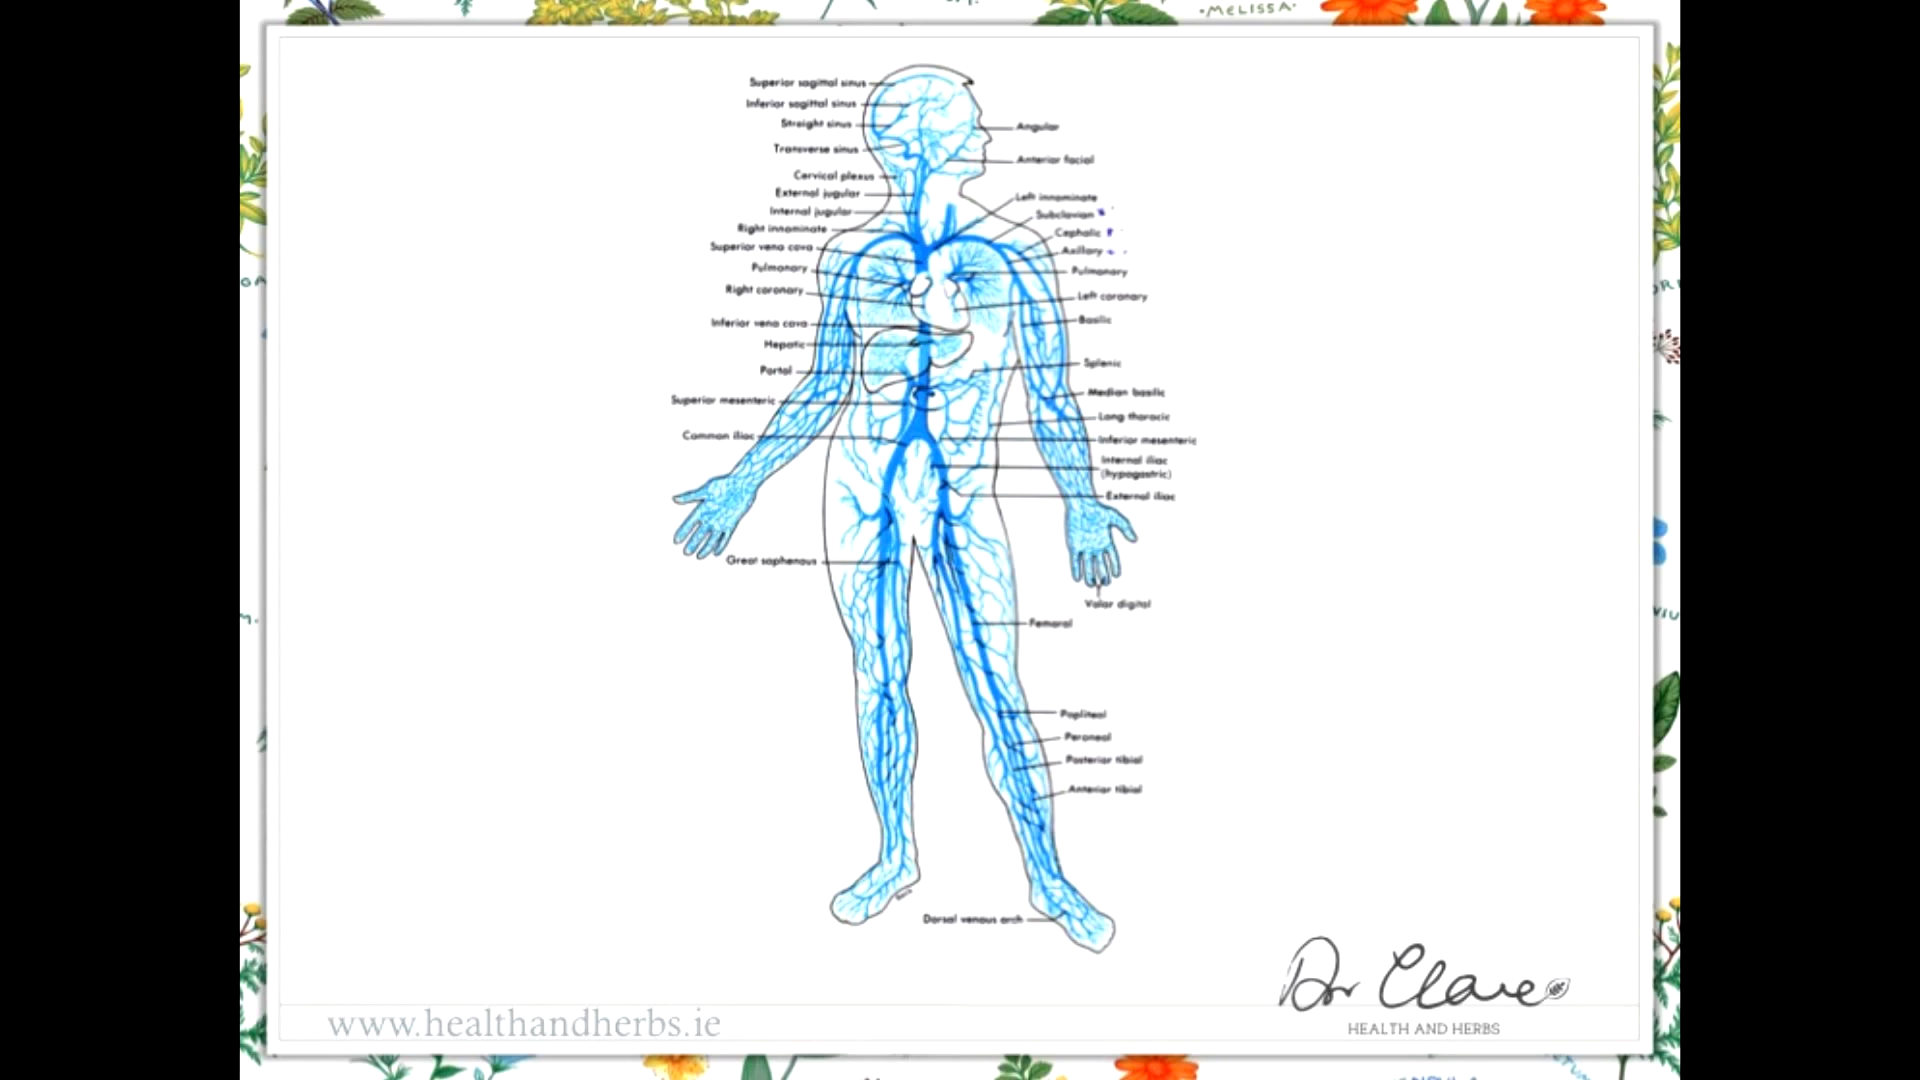 ·MELISSA·
Superior sagittal sinus
Inferior sagittal sinus
Straight sinus
Transverse sinus
Cervical plexus
External jugular
Internal jugular
Right innominate
Superior vena cava
Pulmonary
Right coronary
Inferior vena cava
Hepatic
Portal
Superior mesenteric
Common iliac
Great saphenous
Angular
Anterior facial
Left innominate
Subclavian
Cephalic
Axillary
Pulmonary
Left coronary
Basilic
Splenic
Median basilic
Long thoracic
Inferior mesenteric
Internal iliac
(hypogastric)
External iliac
Volar digital
Femoral
Popliteal
Peroneal
Posterior tibial
Anterior tibial
Dorsal venous arch
Dr Clare
HEALTH AND HERBS
www.healthandherbs.ie